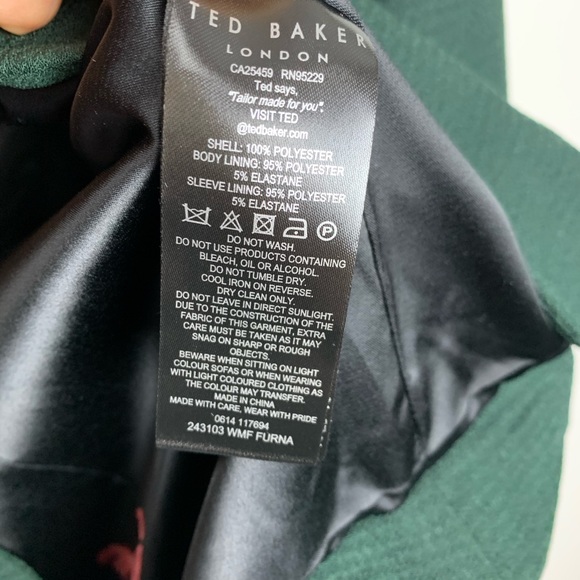 TED BAKER
LONDON
CA25459 RN95229
Ted says,
"Tailor made for you".
VISIT TED
@tedbaker.com
SHELL: 100% POLYESTER
BODY LINING: 95% POLYESTER
5% ELASTANE
SLEEVE LINING: 95% POLYESTER
5% ELASTANE
P
DO NOT WASH.
DO NOT USE PRODUCTS CONTAINING
BLEACH, OIL OR ALCOHOL.
DO NOT TUMBLE DRY.
COOL IRON ON REVERSE.
DRY CLEAN ONLY.
DO NOT LEAVE IN DIRECT SUNLIGHT.
DUE TO THE CONSTRUCTION OF THE
FABRIC OF THIS GARMENT, EXTRA
CARE MUST BE TAKEN AS IT MAY
SNAG ON SHARP OR ROUGH
OBJECTS.
BEWARE WHEN SITTING ON LIGHT
COLOUR SOFAS OR WHEN WEARING
WITH LIGHT COLOURED CLOTHING AS
THE COLOUR MAY TRANSFER.
MADE IN CHINA
MADE WITH CARE, WEAR WITH PRIDE
`0614 117694
243103 WMF FURNA